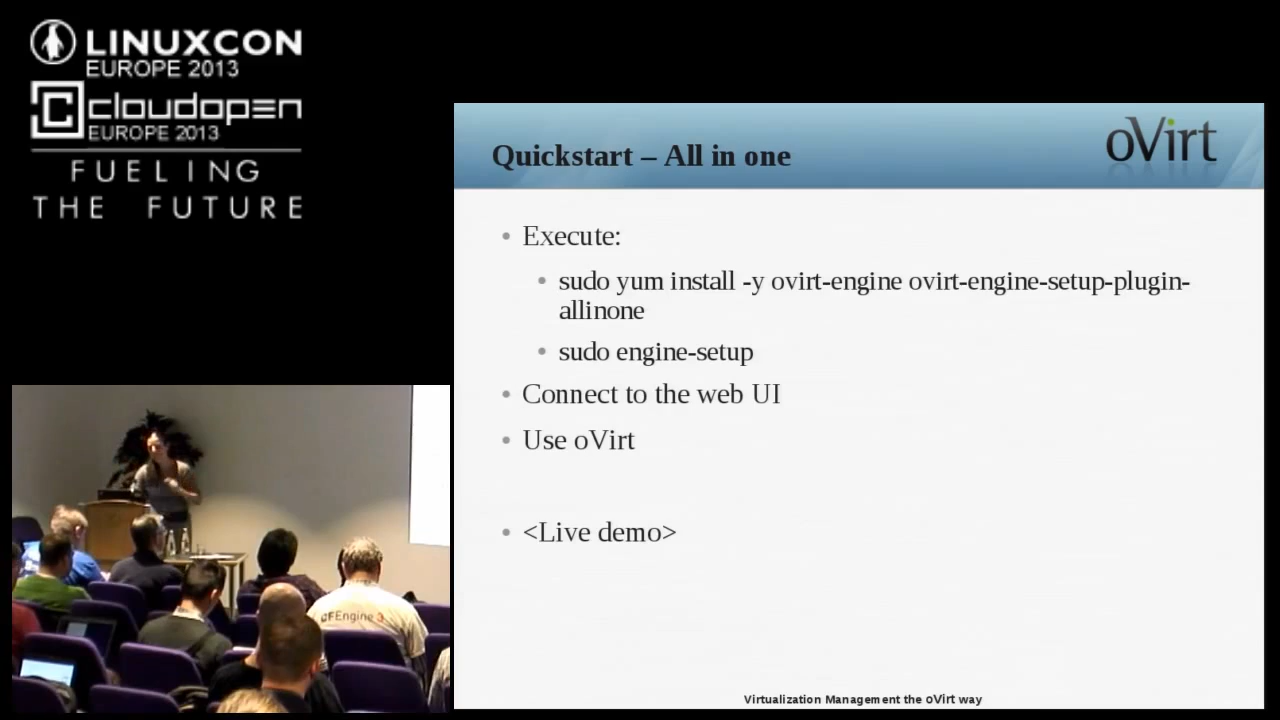 LINUXCON
EUROPE 2013
cloudopen
EUROPE 2013
FUELING
THE FUTURE
Quickstart – All in one
oVirt
Execute:
sudo yum install -y ovirt-engine ovirt-engine-setup-plugin-
allinone
sudo engine-setup
Connect to the web UI
Use oVirt
<Live demo>
CFEngine 3
Virtualization Management the oVirt way